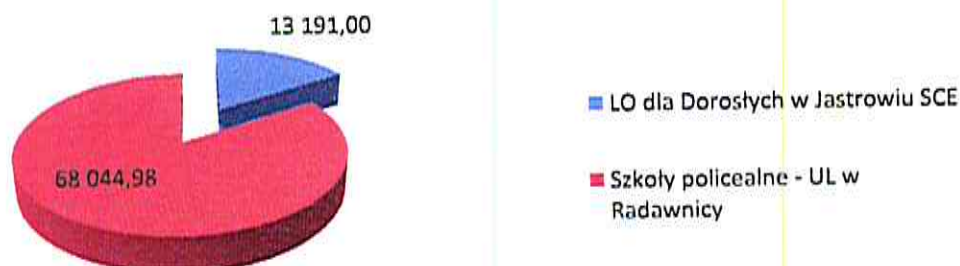 13 191,00
LO dla Dorosłych w Jastrowiu SCE
68 044,98
Szkoły policealne - UL w
Radawnicy